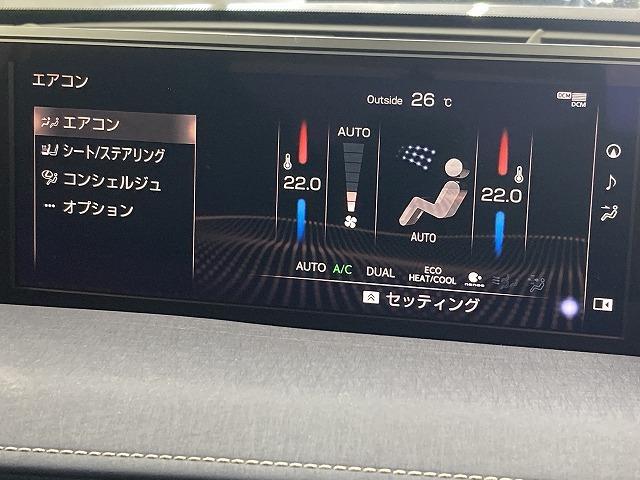 エアコン
Outside 26 ℃
DCM
DCM
エアコン
シート/ステアリング
コンシェルジュ
オプション
AUTO
22.0
22.0
AUTO
AUTO A/C DUAL ECO HEAT/COOL nanoe
セッティング